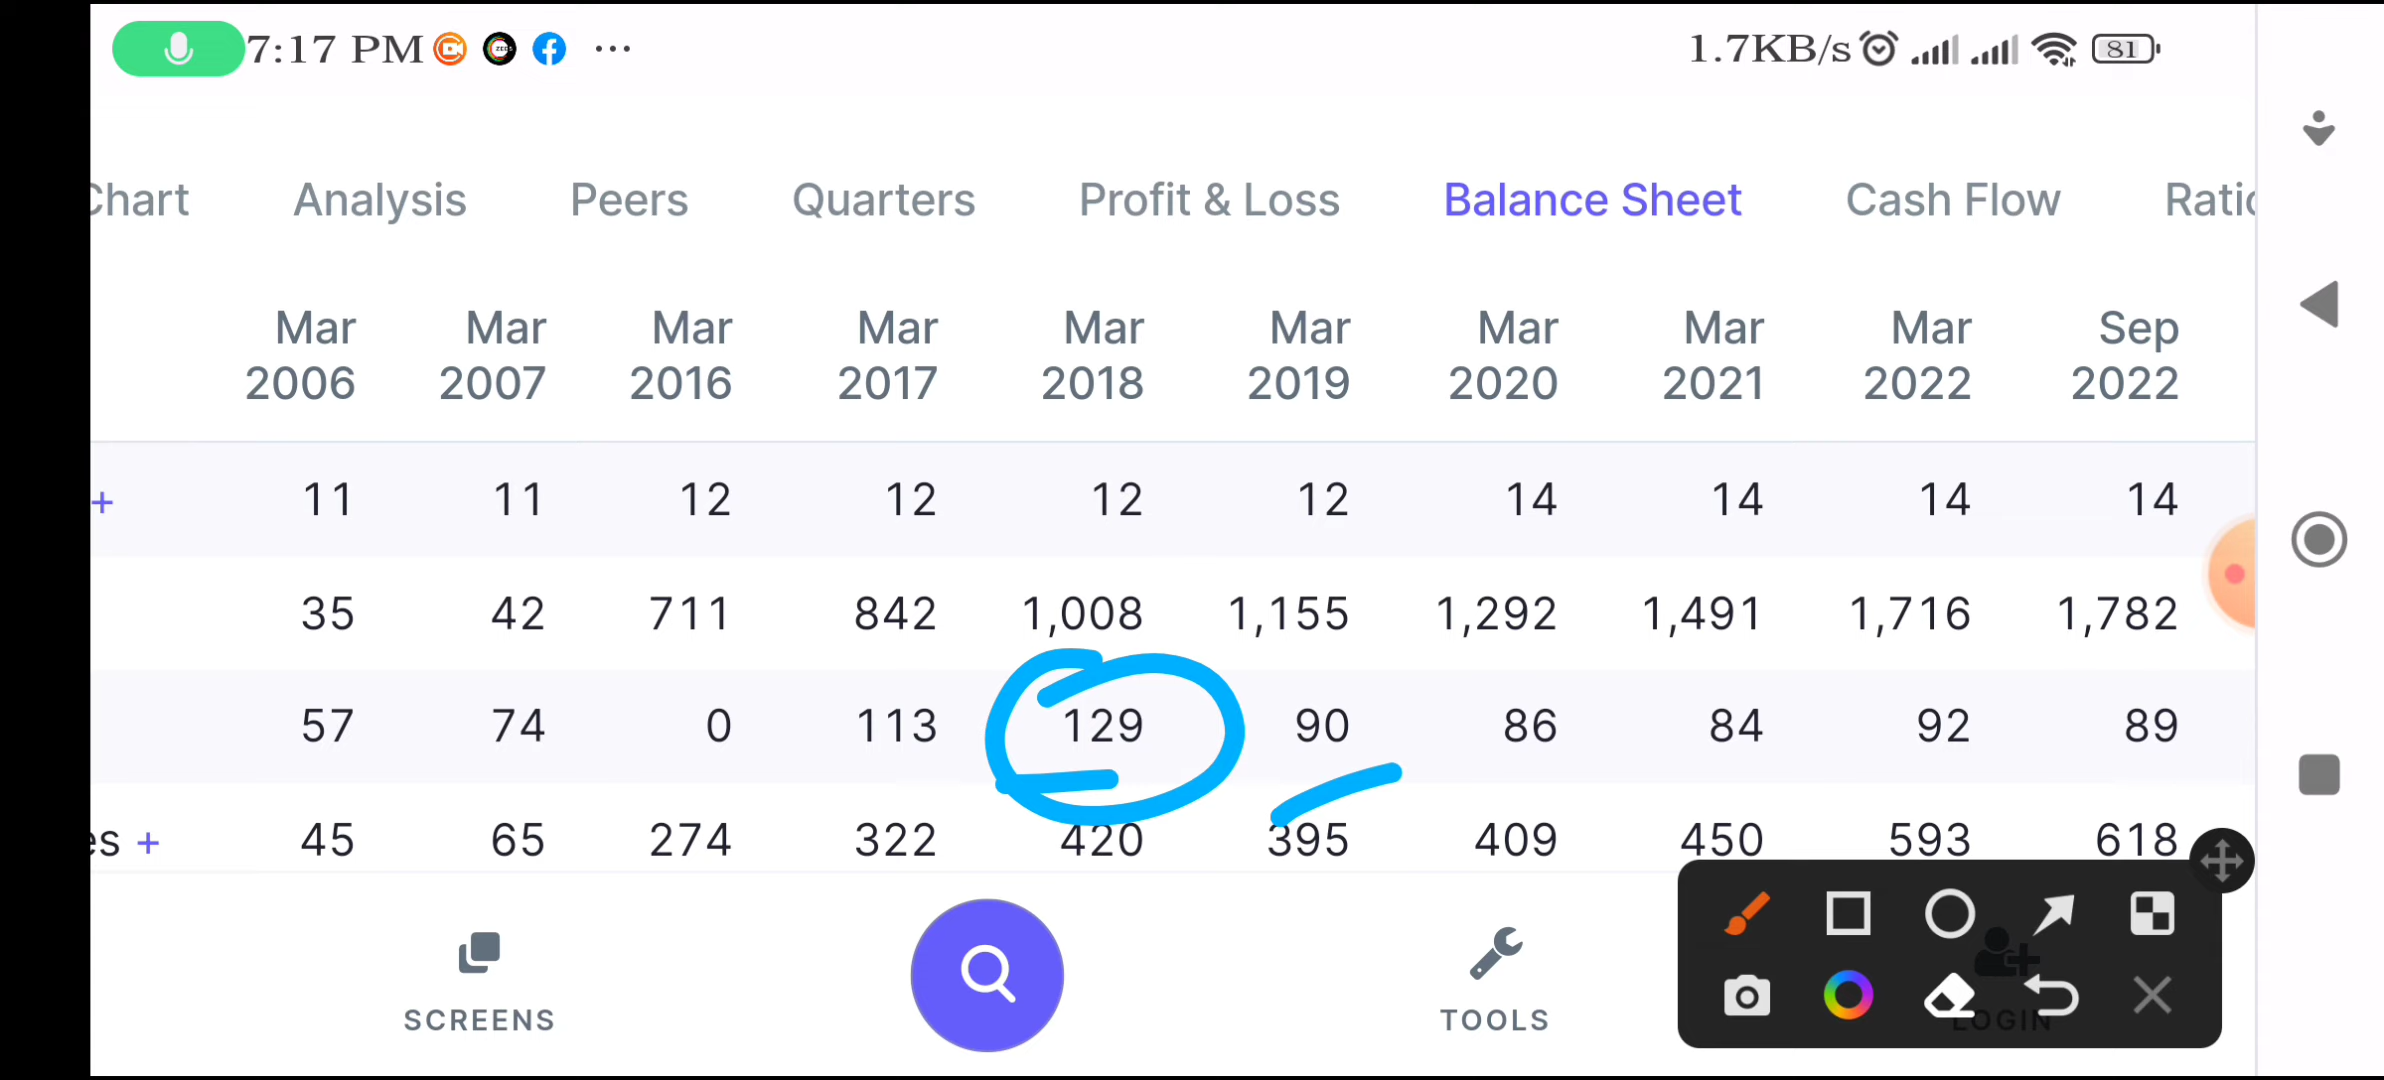 7:17 PM ... 1.7KB/s 81
Chart Analysis Peers Quarters Profit & Loss Balance Sheet Cash Flow Ratio
Mar 2006 Mar 2007 Mar 2016 Mar 2017 Mar 2018 Mar 2019 Mar 2020 Mar 2021 Mar 2022 Sep 2022
+ 11 11 12 12 12 12 14 14 14 14
35 42 711 842 1,008 1,155 1,292 1,491 1,716 1,782
57 74 0 113 129 90 86 84 92 89
es + 45 65 274 322 420 395 409 450 593 618
SCREENS TOOLS LOGIN